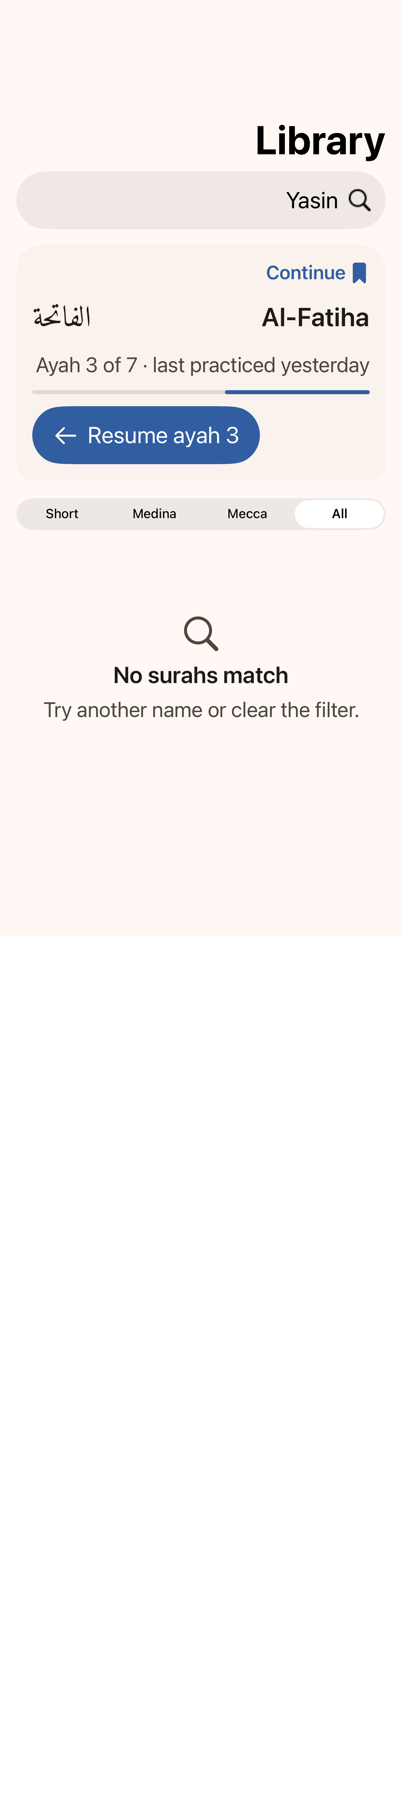 Library
Yasin
Continue
Al-Fatiha
الفاتحة
Ayah 3 of 7 · last practiced yesterday
← Resume ayah 3
All
Mecca
Medina
Short
No surahs match
Try another name or clear the filter.